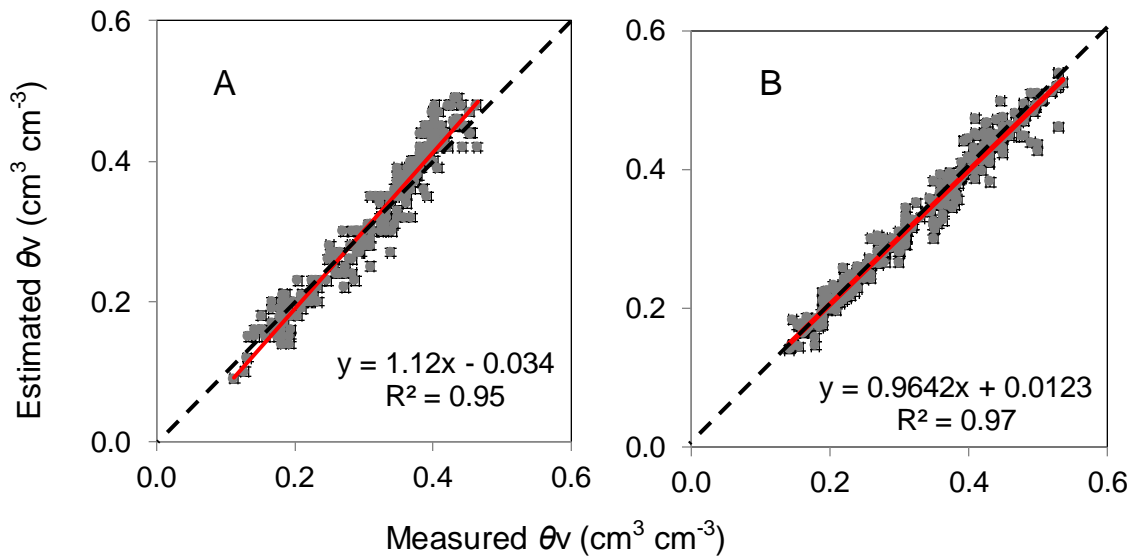 A
0.6
0.4
0.2
0.0
0.0
0.2
0.4
0.6
y = 1.12x - 0.034
R² = 0.95
B
0.6
0.4
0.2
0.0
0.0
0.2
0.4
0.6
y = 0.9642x + 0.0123
R² = 0.97
Estimated θv (cm³ cm⁻³)
Measured θv (cm³ cm⁻³)